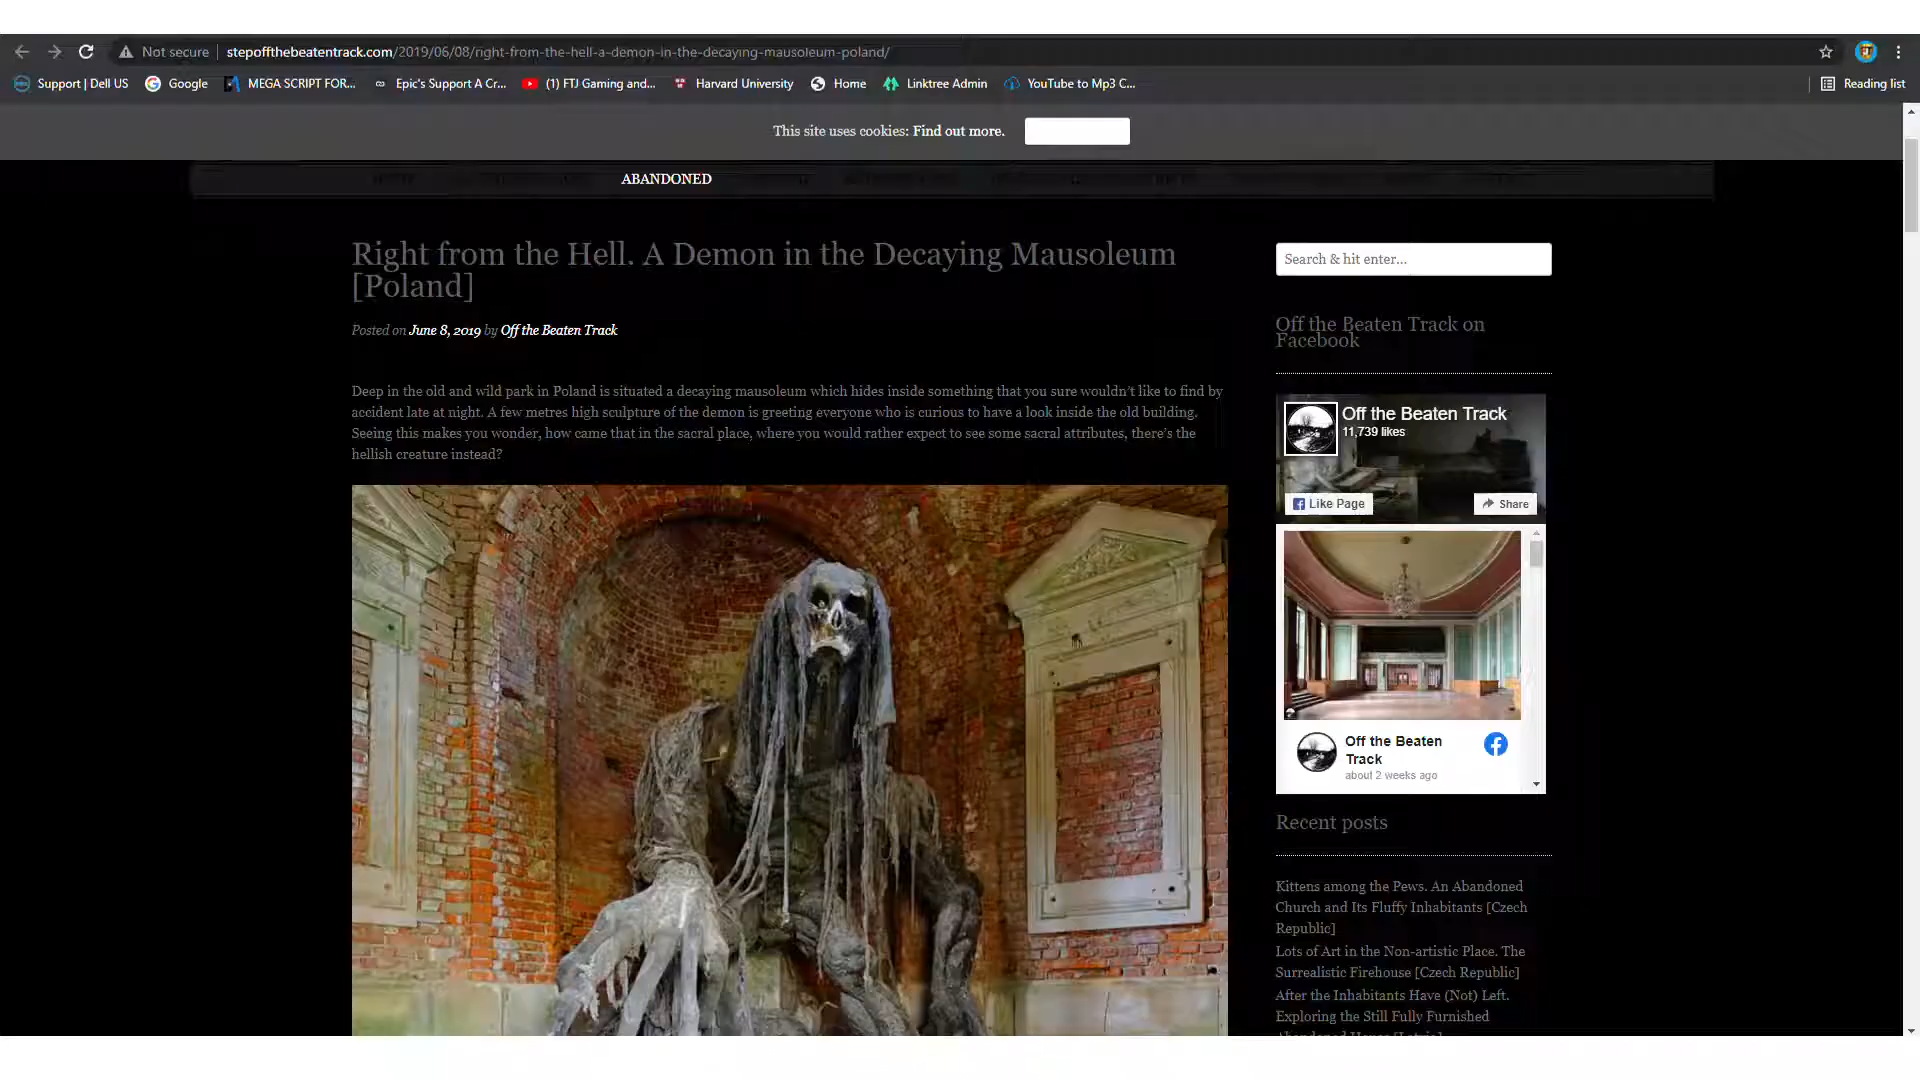 Not secure | stepoffthebeatentrack.com/2019/06/08/right-from-the-hell-a-demon-in-the-decaying-mausoleum-poland/
Support | Dell US Google MEGA SCRIPT FOR... Epic's Support A Cr... (1) FTJ Gaming and... Harvard University Home Linktree Admin YouTube to Mp3 C... Reading list
This site uses cookies: Find out more.
ABANDONED
Right from the Hell. A Demon in the Decaying Mausoleum
[Poland]
Posted on June 8, 2019 by Off the Beaten Track
Deep in the old and wild park in Poland is situated a decaying mausoleum which hides inside something that you sure wouldn't like to find by
accident late at night. A few metres high sculpture of the demon is greeting everyone who is curious to have a look inside the old building.
Seeing this makes you wonder, how came that in the sacral place, where you would rather expect to see some sacral attributes, there's the
hellish creature instead?
Search & hit enter...
Off the Beaten Track on
Facebook
Off the Beaten Track
11,739 likes
Like Page Share
Off the Beaten
Track
about 2 weeks ago
Recent posts
Kittens among the Pews. An Abandoned
Church and Its Fluffy Inhabitants [Czech
Republic]
Lots of Art in the Non-artistic Place. The
Surrealistic Firehouse [Czech Republic]
After the Inhabitants Have (Not) Left.
Exploring the Still Fully Furnished